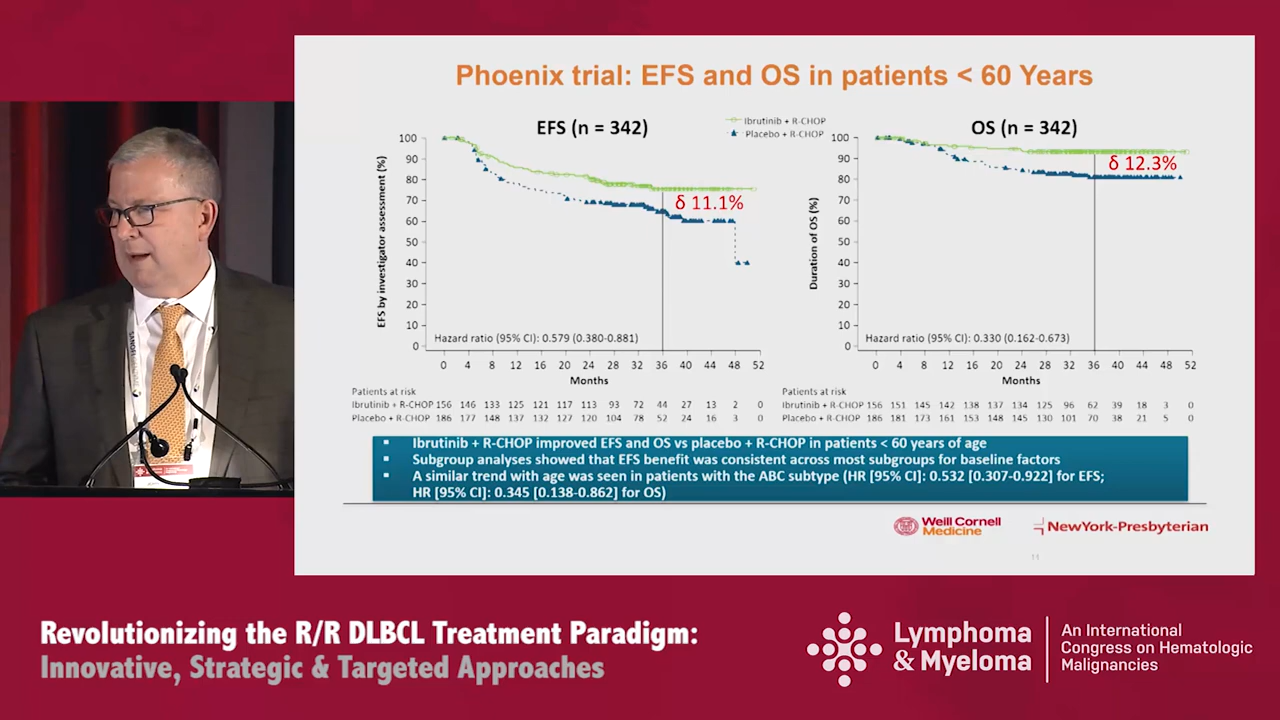 Phoenix trial: EFS and OS in patients < 60 Years
EFS (n = 342)
Ibrutinib + R-CHOP
Placebo + R-CHOP
OS (n = 342)
EFS by investigator assessment (%)
100
90
80
70
60
50
40
30
20
10
0
δ 11.1%
Hazard ratio (95% CI): 0.579 (0.380-0.881)
0 4 8 12 16 20 24 28 32 36 40 44 48 52
Months
Duration of OS (%)
100
90
80
70
60
50
40
30
20
10
0
δ 12.3%
Hazard ratio (95% CI): 0.330 (0.162-0.673)
0 4 8 12 16 20 24 28 32 36 40 44 48 52
Months
Patients at risk
Ibrutinib + R-CHOP 156 146 133 125 121 117 113 93 72 44 27 13 2 0
Placebo + R-CHOP 186 177 148 137 132 127 120 104 78 52 24 16 3 0
Patients at risk
Ibrutinib + R-CHOP 156 151 145 142 138 137 134 125 96 62 39 18 3 0
Placebo + R-CHOP 186 181 173 161 153 148 145 130 101 70 38 21 5 0
▪ Ibrutinib + R-CHOP improved EFS and OS vs placebo + R-CHOP in patients < 60 years of age
▪ Subgroup analyses showed that EFS benefit was consistent across most subgroups for baseline factors
▪ A similar trend with age was seen in patients with the ABC subtype (HR [95% CI]: 0.532 [0.307-0.922] for EFS;
HR [95% CI]: 0.345 [0.138-0.862] for OS)
Weill Cornell
Medicine
NewYork-Presbyterian
11
Revolutionizing the R/R DLBCL Treatment Paradigm:
Innovative, Strategic & Targeted Approaches
Lymphoma
& Myeloma
An International
Congress on Hematologic
Malignancies